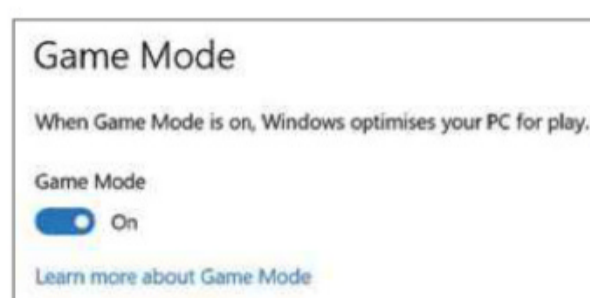 Game Mode
When Game Mode is on, Windows optimises your PC for play.
Game Mode
On
Learn more about Game Mode